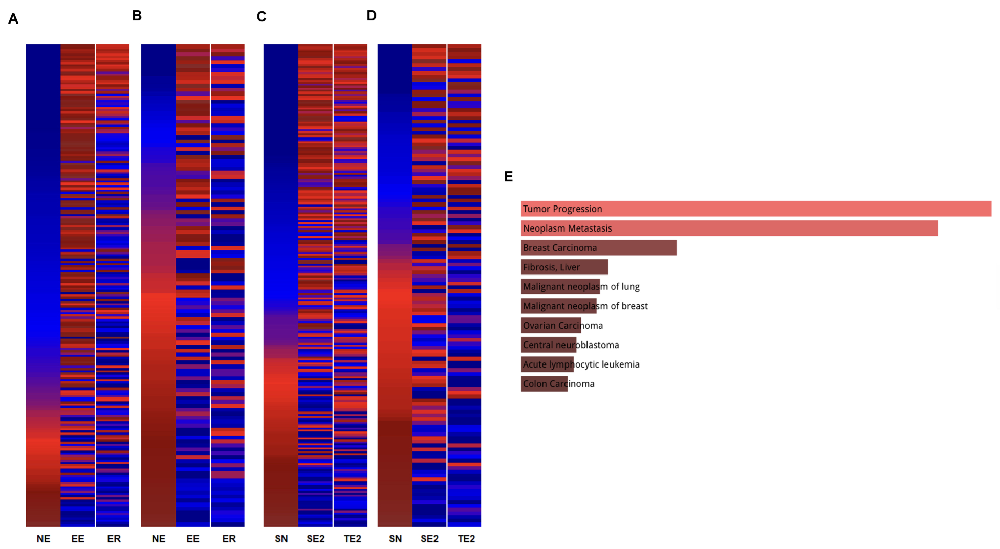 A
B
C
D
E
Tumor Progression
Neoplasm Metastasis
Breast Carcinoma
Fibrosis, Liver
Malignant neoplasm of lung
Malignant neoplasm of breast
Ovarian Carcinoma
Central neuroblastoma
Acute lymphocytic leukemia
Colon Carcinoma
NE EE ER NE EE ER SN SE2 TE2 SN SE2 TE2